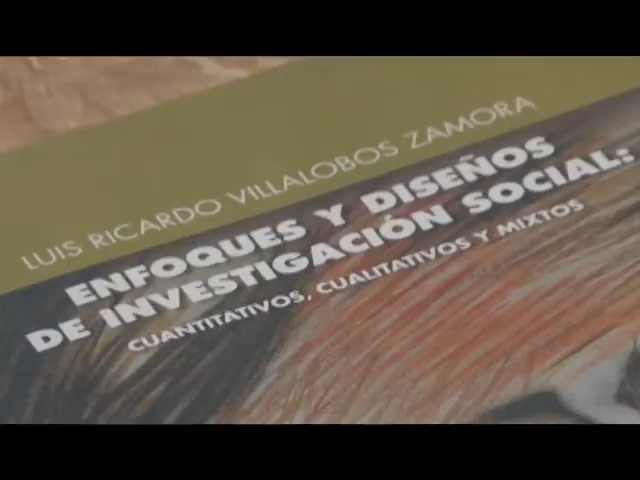 LUIS RICARDO VILLALOBOS ZAMORA
ENFOQUES Y DISEÑOS
DE INVESTIGACIÓN SOCIAL:
CUANTITATIVOS, CUALITATIVOS Y MIXTOS